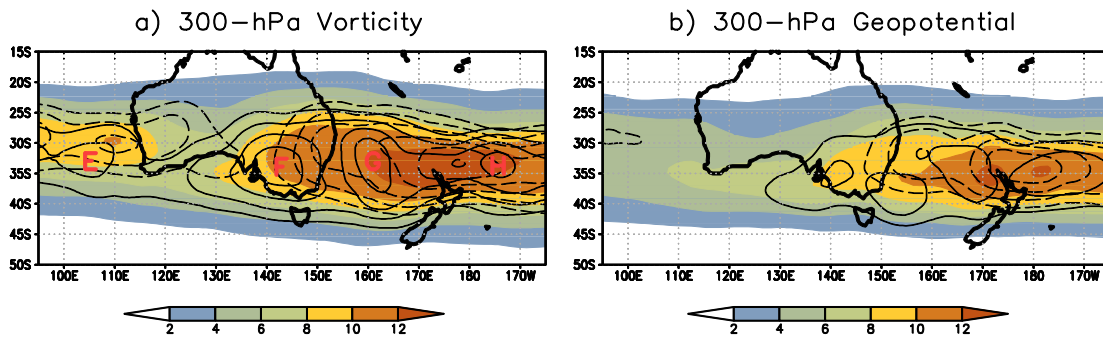 a) 300-hPa Vorticity
15S
20S
25S
30S
35S
40S
45S
50S
E
F
G
H
100E 110E 120E 130E 140E 150E 160E 170E 180 170W
2 4 6 8 10 12
b) 300-hPa Geopotential
15S
20S
25S
30S
35S
40S
45S
50S
100E 110E 120E 130E 140E 150E 160E 170E 180 170W
2 4 6 8 10 12